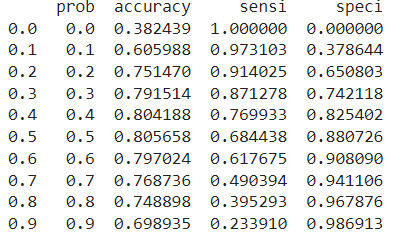 prob accuracy sensi speci
0.0 0.0 0.382439 1.000000 0.000000
0.1 0.1 0.605988 0.973103 0.378644
0.2 0.2 0.751470 0.914025 0.650803
0.3 0.3 0.791514 0.871278 0.742118
0.4 0.4 0.804188 0.769933 0.825402
0.5 0.5 0.805658 0.684438 0.880726
0.6 0.6 0.797024 0.617675 0.908090
0.7 0.7 0.768736 0.490394 0.941106
0.8 0.8 0.748898 0.395293 0.967876
0.9 0.9 0.698935 0.233910 0.986913